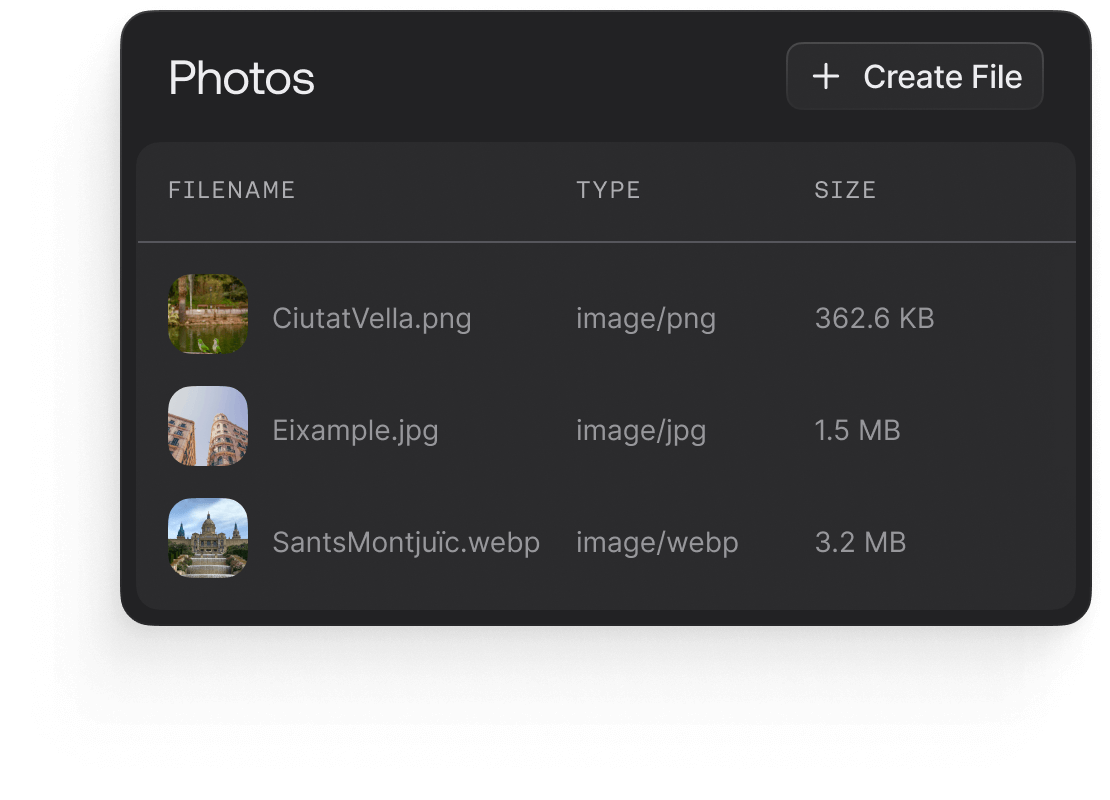 Photos
Create File
FILENAME TYPE SIZE
CiutatVella.png image/png 362.6 KB
Eixample.jpg image/jpg 1.5 MB
SantsMontjuïc.webp image/webp 3.2 MB